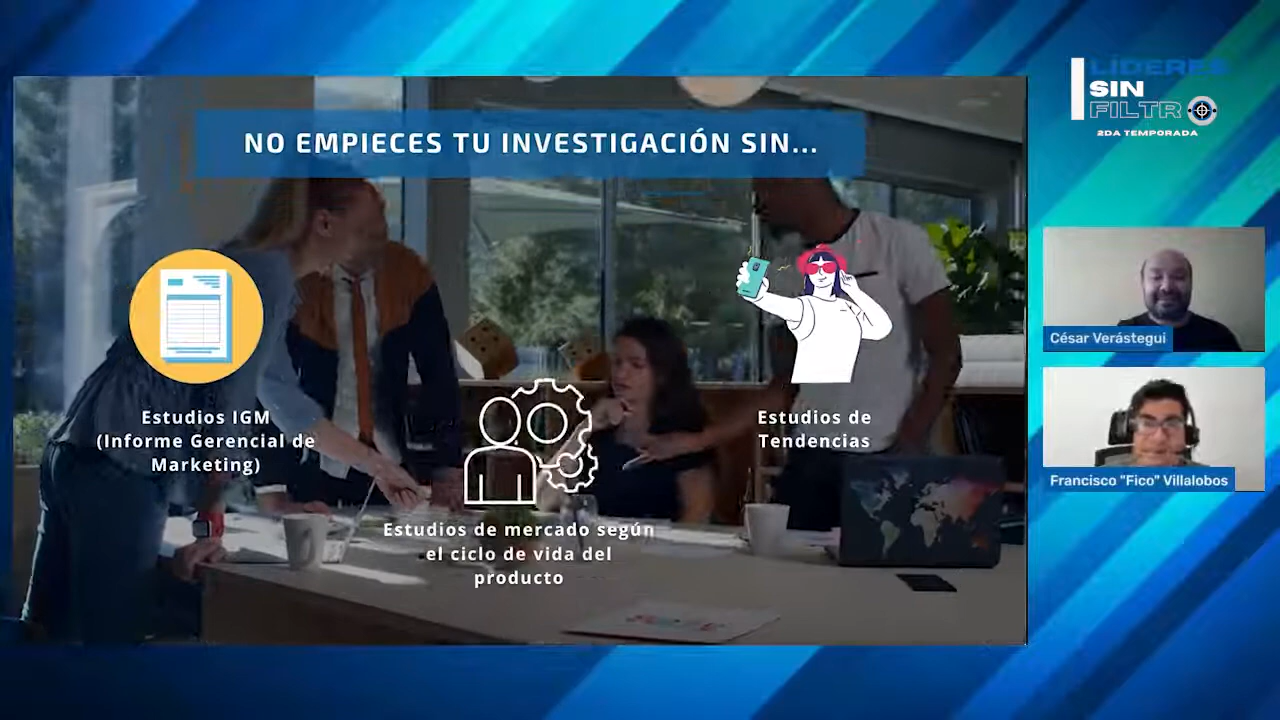 LÍDERES
SIN
FILTRO
2DA TEMPORADA
NO EMPIECES TU INVESTIGACIÓN SIN...
Estudios IGM
(Informe Gerencial de
Marketing)
Estudios de mercado según
el ciclo de vida del
producto
Estudios de
Tendencias
César Verástegui
Francisco "Fico" Villalobos